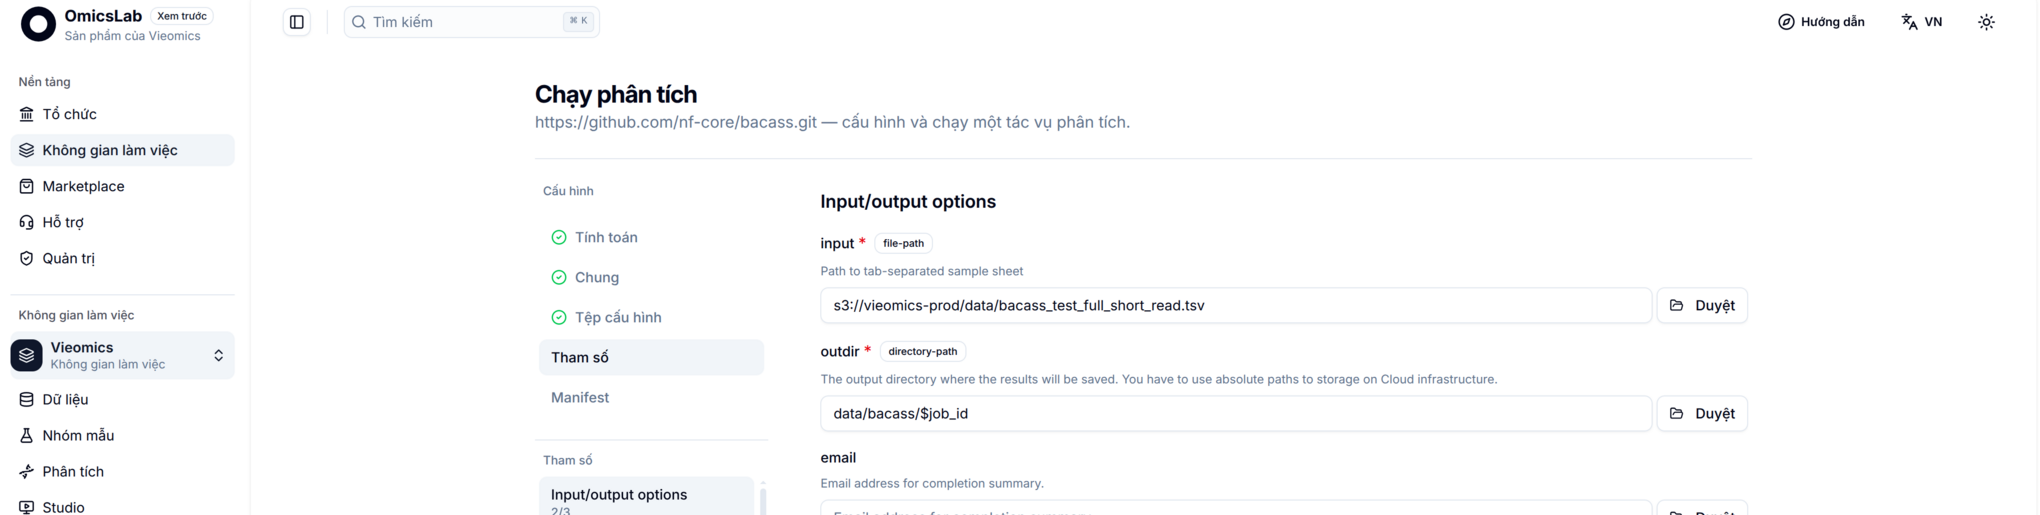 OmicsLab Xem trước
Sản phẩm của Vieomics
Tìm kiếm ⌘ K
Hướng dẫn
VN
Nền tảng
Tổ chức
Không gian làm việc
Marketplace
Hỗ trợ
Quản trị
Không gian làm việc
Vieomics
Không gian làm việc
Dữ liệu
Nhóm mẫu
Phân tích
Studio
Chạy phân tích
https://github.com/nf-core/bacass.git — cấu hình và chạy một tác vụ phân tích.
Cấu hình
Tính toán
Chung
Tệp cấu hình
Tham số
Manifest
Tham số
Input/output options
2/3
Input/output options
input * file-path
Path to tab-separated sample sheet
s3://vieomics-prod/data/bacass_test_full_short_read.tsv
Duyệt
outdir * directory-path
The output directory where the results will be saved. You have to use absolute paths to storage on Cloud infrastructure.
data/bacass/$job_id
Duyệt
email
Email address for completion summary.
Email address for completion summary.
Duyệt